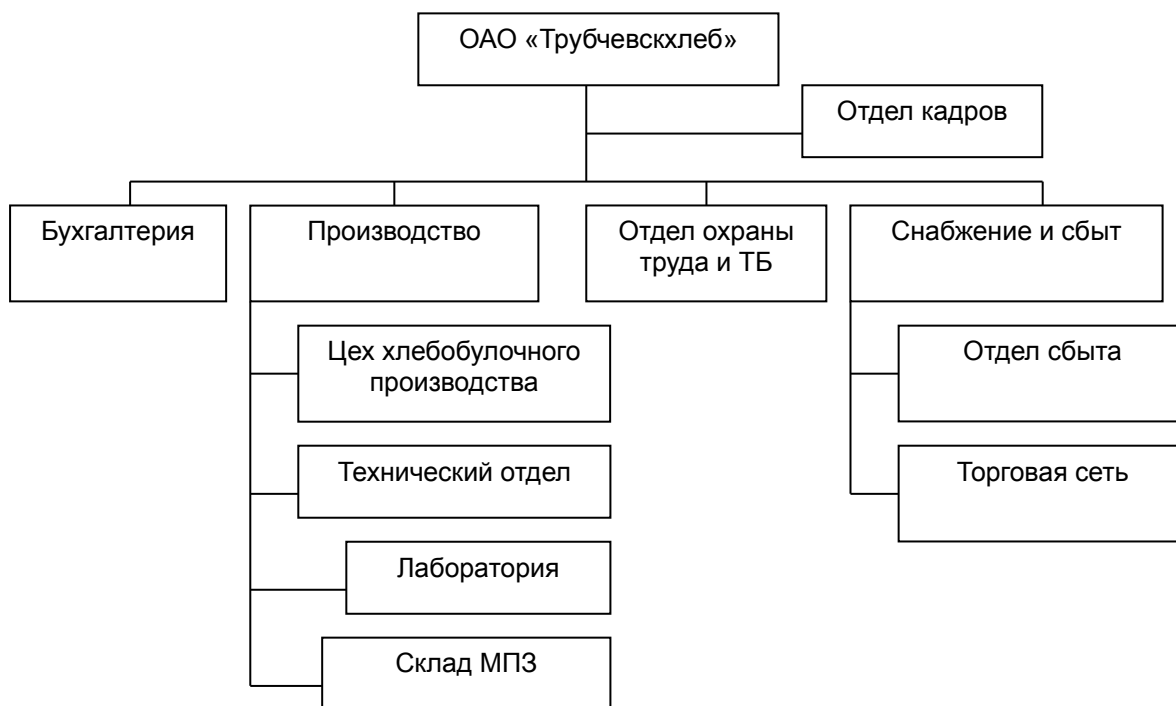 ОАО «Трубчевскхлеб»
Отдел кадров
Бухгалтерия
Производство
Отдел охраны
труда и ТБ
Снабжение и сбыт
Цех хлебобулочного
производства
Отдел сбыта
Технический отдел
Торговая сеть
Лаборатория
Склад МПЗ